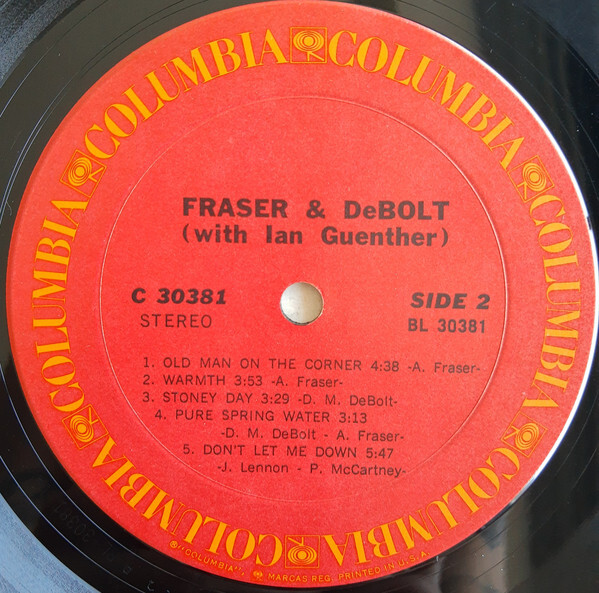 COLUMBIA COLUMBIA COLUMBIA COLUMBIA COLUMBIA COLUMBIA COLUMBIA COLUMBIA
FRASER & DeBOLT
(with Ian Guenther)
C 30381
STEREO
SIDE 2
BL 30381
1. OLD MAN ON THE CORNER 4:38 -A. Fraser-
2. WARMTH 3:53 -A. Fraser-
3. STONEY DAY 3:29 -D. M. DeBolt-
4. PURE SPRING WATER 3:13
-D. M. DeBolt - A. Fraser-
5. DON'T LET ME DOWN 5:47
-J. Lennon - P. McCartney-
®"COLUMBIA", MARCAS REG. PRINTED IN U.S.A.